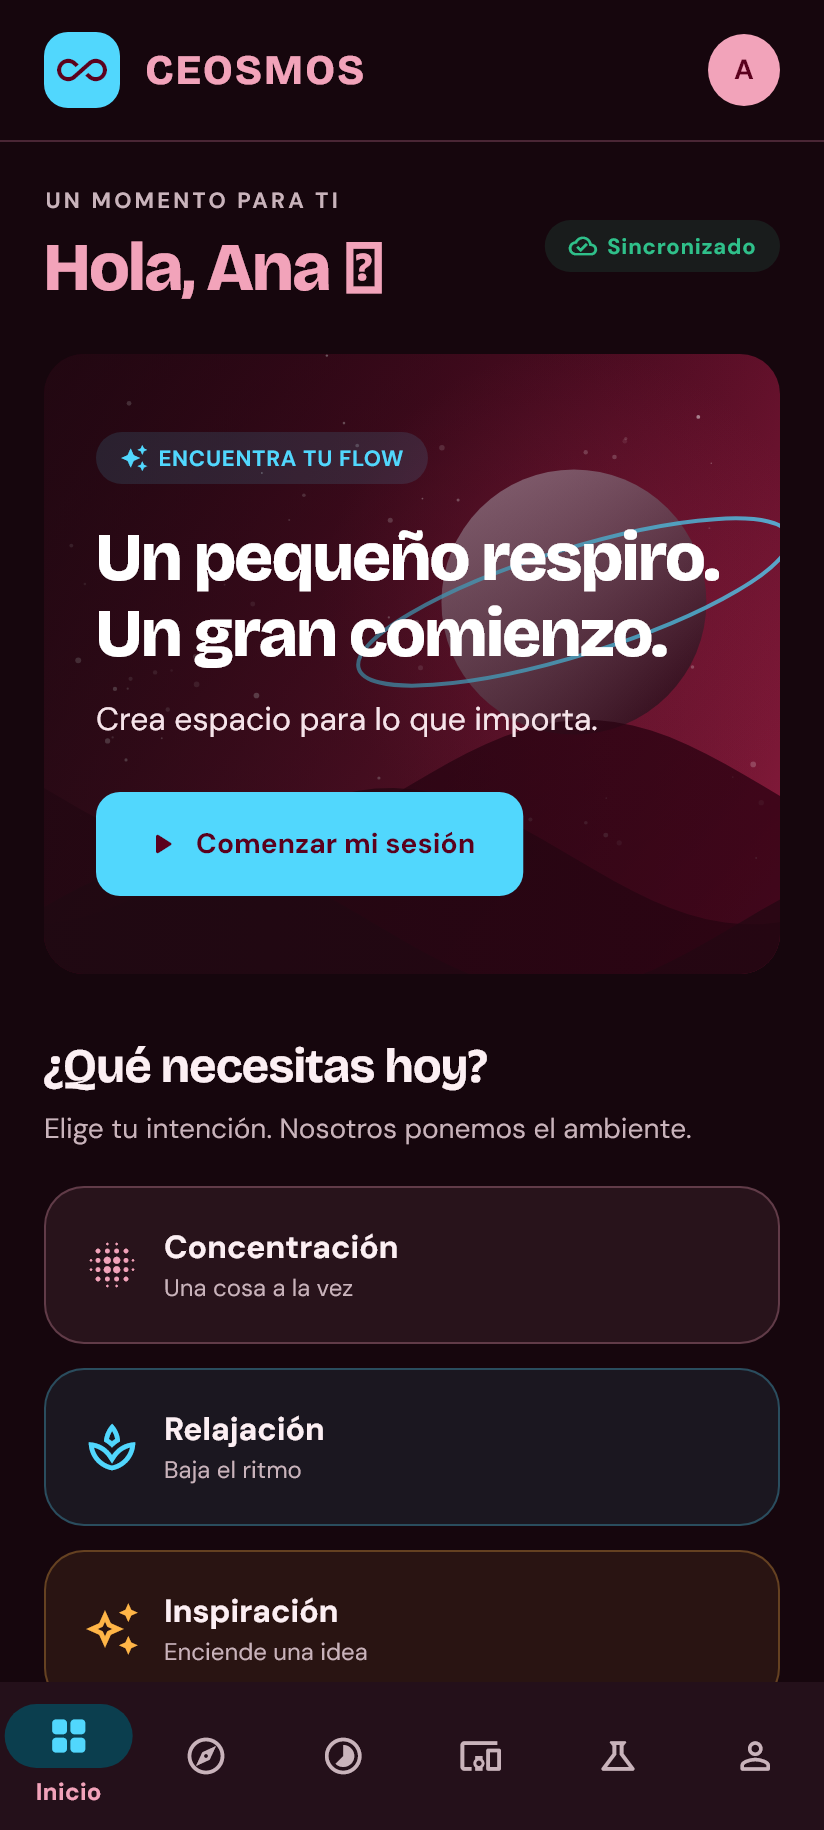 CEOSMOS
A
UN MOMENTO PARA TI
Hola, Ana
Sincronizado
ENCUENTRA TU FLOW
Un pequeño respiro.
Un gran comienzo.
Crea espacio para lo que importa.
Comenzar mi sesión
¿Qué necesitas hoy?
Elige tu intención. Nosotros ponemos el ambiente.
Concentración
Una cosa a la vez
Relajación
Baja el ritmo
Inspiración
Enciende una idea
Inicio